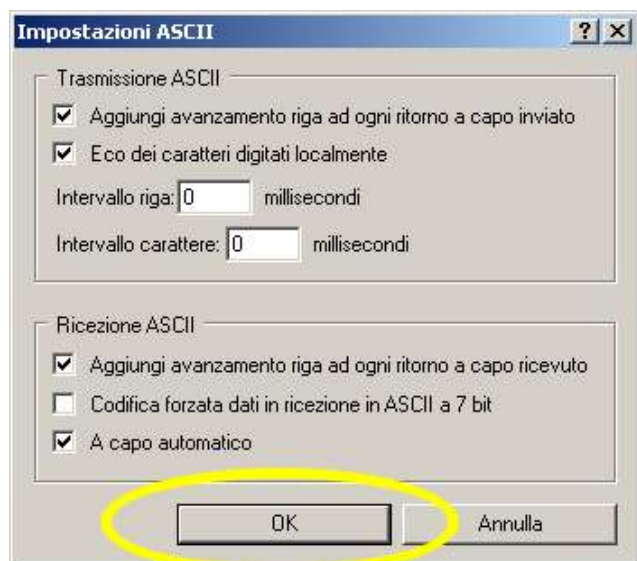 Impostazioni ASCII
Trasmissione ASCII
Aggiungi avanzamento riga ad ogni ritorno a capo inviato
Eco dei caratteri digitati localmente
Intervallo riga: 0 millisecondi
Intervallo carattere: 0 millisecondi
Ricezione ASCII
Aggiungi avanzamento riga ad ogni ritorno a capo ricevuto
Codifica forzata dati in ricezione in ASCII a 7 bit
A capo automatico
OK Annulla